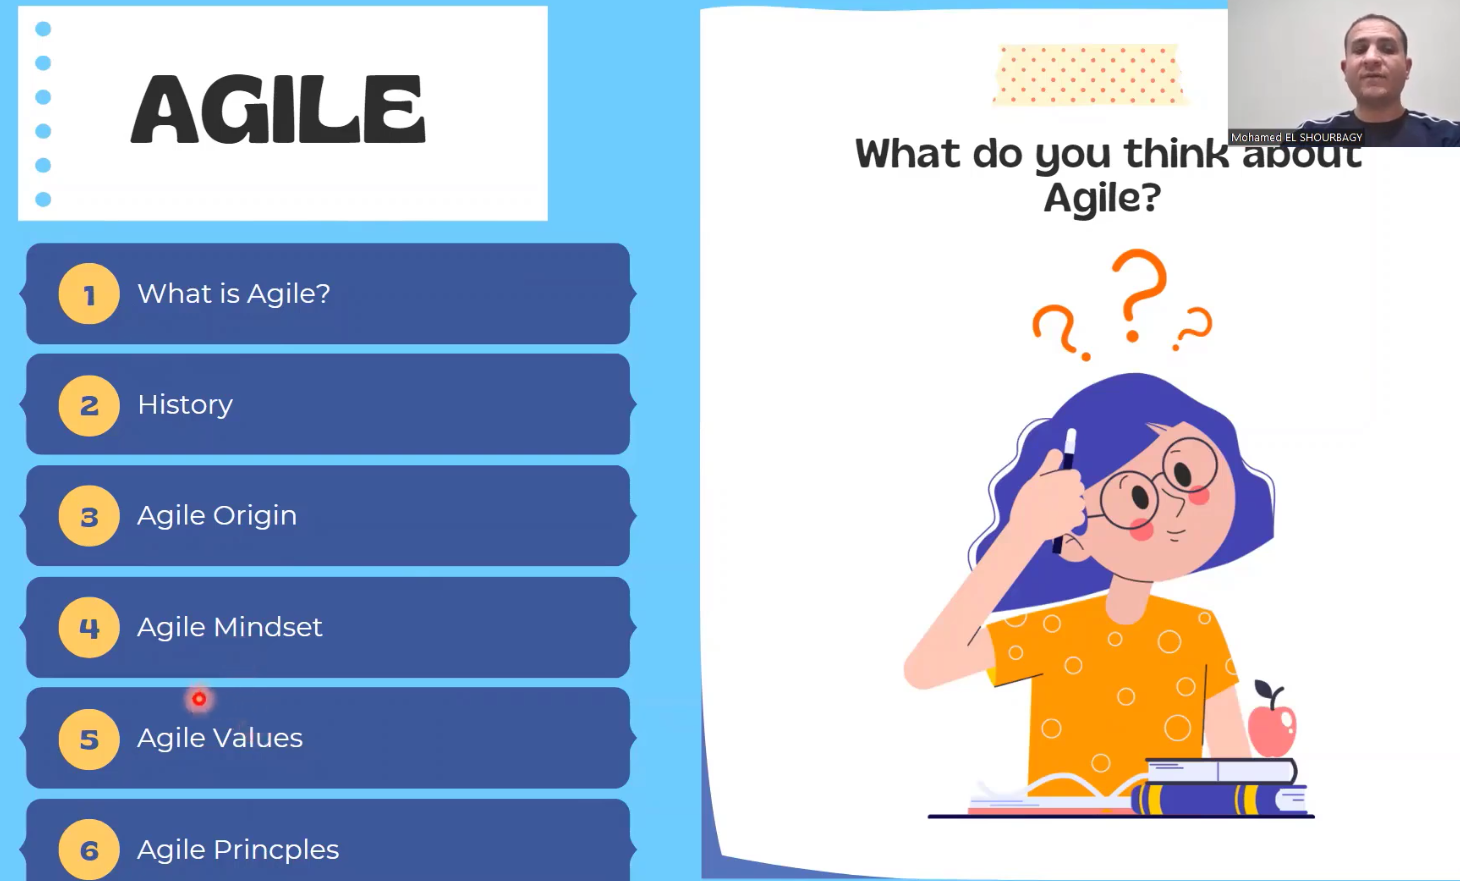 AGILE
1 What is Agile?
2 History
3 Agile Origin
4 Agile Mindset
5 Agile Values
6 Agile Princples
What do you think about
Agile?
Mohamed EL SHOURBAGY